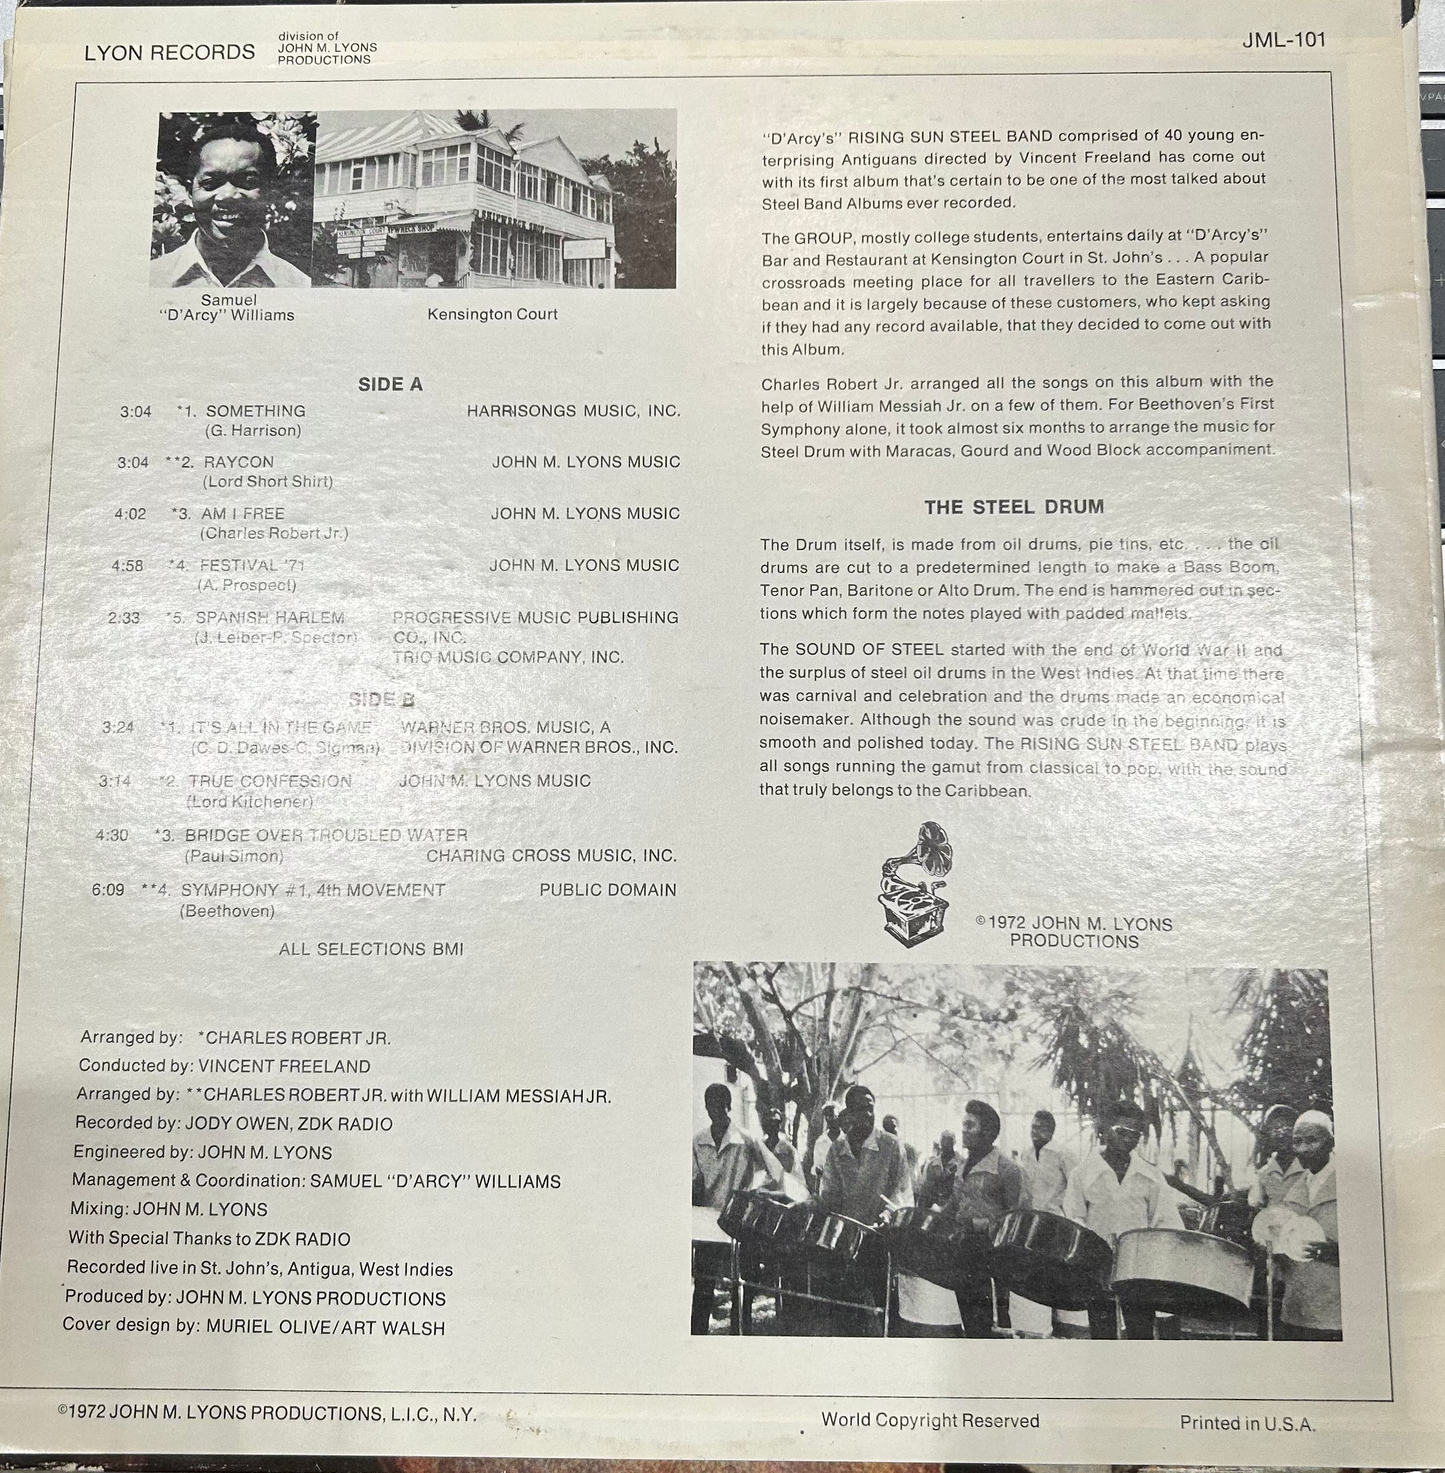 LYON RECORDS
division of
JOHN M. LYONS
PRODUCTIONS
JML-101
Samuel
"D'Arcy" Williams
Kensington Court
KENSINGTON COURT
SHIPWRECK SHOP
SIDE A
3:04 *1. SOMETHING HARRISONGS MUSIC, INC.
(G. Harrison)
3:04 **2. RAYCON JOHN M. LYONS MUSIC
(Lord Short Shirt)
4:02 *3. AM I FREE JOHN M. LYONS MUSIC
(Charles Robert Jr.)
4:58 *4. FESTIVAL '71 JOHN M. LYONS MUSIC
(A. Prospect)
2:33 *5. SPANISH HARLEM PROGRESSIVE MUSIC PUBLISHING
(J. Leiber-P. Spector) CO., INC.
TRIO MUSIC COMPANY, INC.
SIDE B
3:24 *1. IT'S ALL IN THE GAME WARNER BROS. MUSIC, A
(C. D. Dawes-C. Sigman) DIVISION OF WARNER BROS., INC.
3:14 *2. TRUE CONFESSION JOHN M. LYONS MUSIC
(Lord Kitchener)
4:30 *3. BRIDGE OVER TROUBLED WATER
(Paul Simon) CHARING CROSS MUSIC, INC.
6:09 **4. SYMPHONY #1, 4th MOVEMENT PUBLIC DOMAIN
(Beethoven)
ALL SELECTIONS BMI
Arranged by: *CHARLES ROBERT JR.
Conducted by: VINCENT FREELAND
Arranged by: **CHARLES ROBERT JR. with WILLIAM MESSIAH JR.
Recorded by: JODY OWEN, ZDK RADIO
Engineered by: JOHN M. LYONS
Management & Coordination: SAMUEL "D'ARCY" WILLIAMS
Mixing: JOHN M. LYONS
With Special Thanks to ZDK RADIO
Recorded live in St. John's, Antigua, West Indies
Produced by: JOHN M. LYONS PRODUCTIONS
Cover design by: MURIEL OLIVE/ART WALSH
"D'Arcy's" RISING SUN STEEL BAND comprised of 40 young en-
terprising Antiguans directed by Vincent Freeland has come out
with its first album that's certain to be one of the most talked about
Steel Band Albums ever recorded.
The GROUP, mostly college students, entertains daily at "D'Arcy's"
Bar and Restaurant at Kensington Court in St. John's . . . A popular
crossroads meeting place for all travellers to the Eastern Carib-
bean and it is largely because of these customers, who kept asking
if they had any record available, that they decided to come out with
this Album.
Charles Robert Jr. arranged all the songs on this album with the
help of William Messiah Jr. on a few of them. For Beethoven's First
Symphony alone, it took almost six months to arrange the music for
Steel Drum with Maracas, Gourd and Wood Block accompaniment.
THE STEEL DRUM
The Drum itself, is made from oil drums, pie tins, etc. . . . the oil
drums are cut to a predetermined length to make a Bass Boom,
Tenor Pan, Baritone or Alto Drum. The end is hammered out in sec-
tions which form the notes played with padded mallets.
The SOUND OF STEEL started with the end of World War II and
the surplus of steel oil drums in the West Indies. At that time there
was carnival and celebration and the drums made an economical
noisemaker. Although the sound was crude in the beginning, it is
smooth and polished today. The RISING SUN STEEL BAND plays
all songs running the gamut from classical to pop, with the sound
that truly belongs to the Caribbean.
©1972 JOHN M. LYONS
PRODUCTIONS
©1972 JOHN M. LYONS PRODUCTIONS, L.I.C., N.Y.
World Copyright Reserved
Printed in U.S.A.